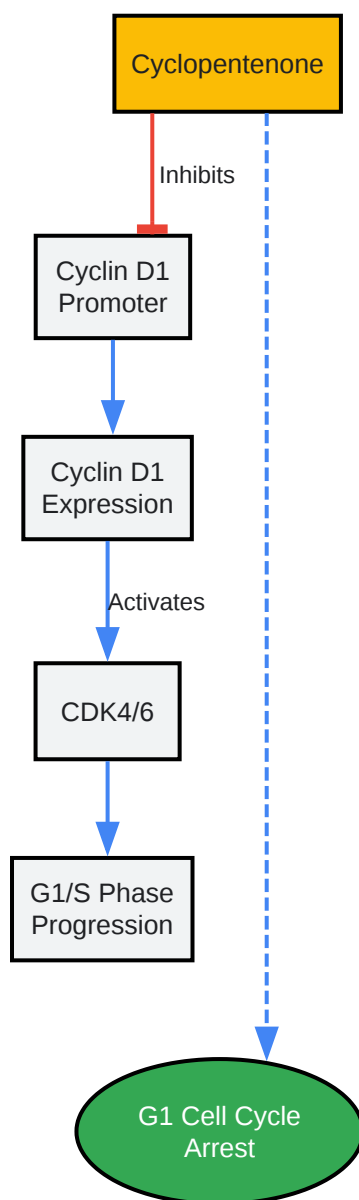 Cyclopentenone
Inhibits
Cyclin D1
Promoter
Cyclin D1
Expression
Activates
CDK4/6
G1/S Phase
Progression
G1 Cell Cycle
Arrest